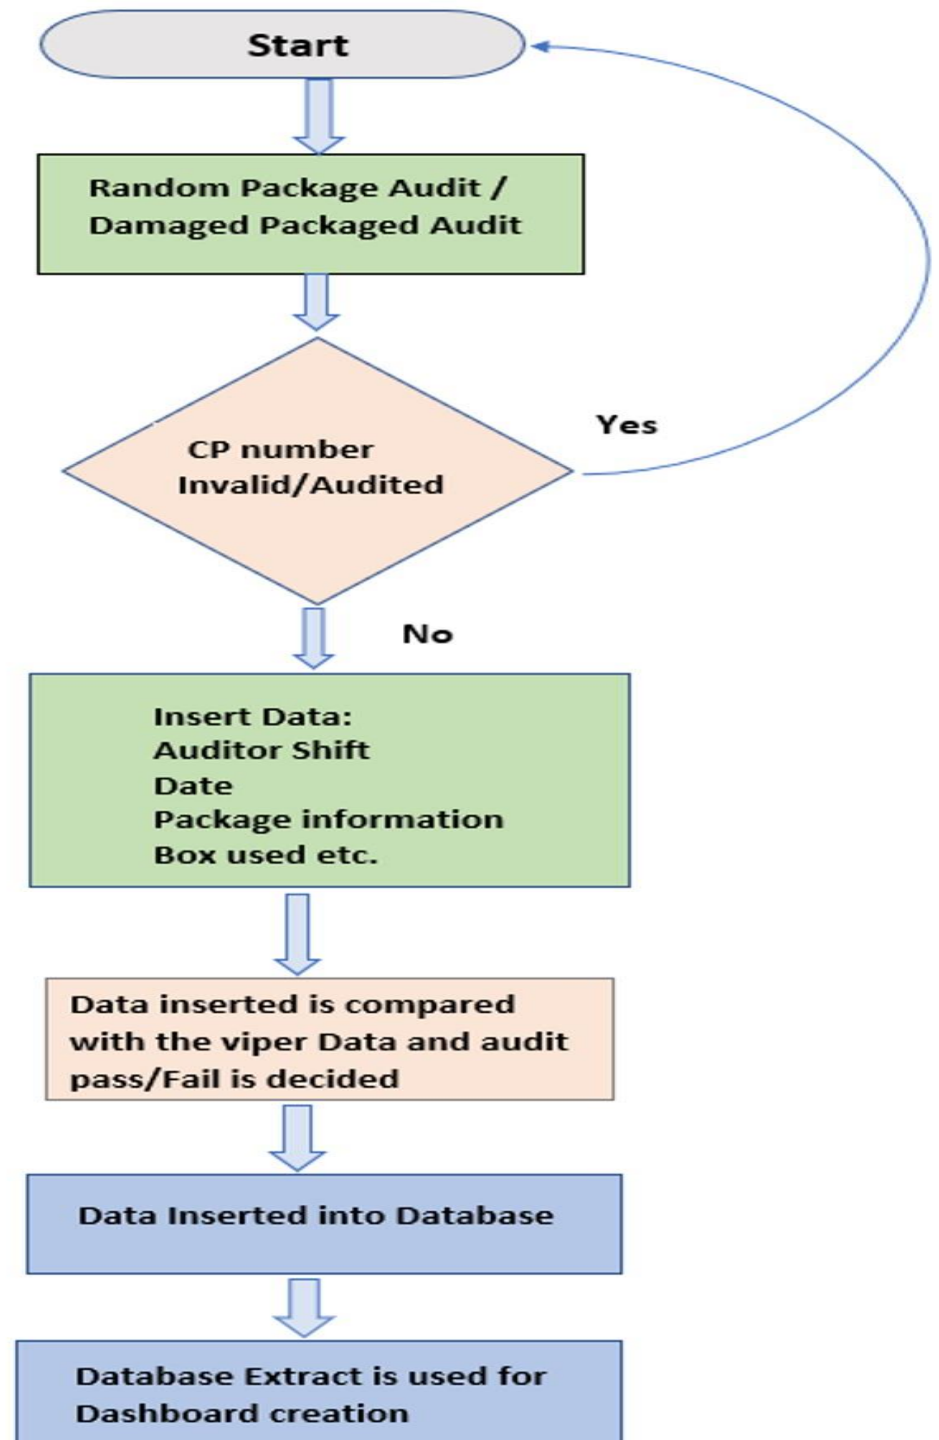 Start
Random Package Audit /
Damaged Packaged Audit
CP number
Invalid/Audited
Yes
No
Insert Data:
Auditor Shift
Date
Package information
Box used etc.
Data inserted is compared
with the viper Data and audit
pass/Fail is decided
Data Inserted into Database
Database Extract is used for
Dashboard creation